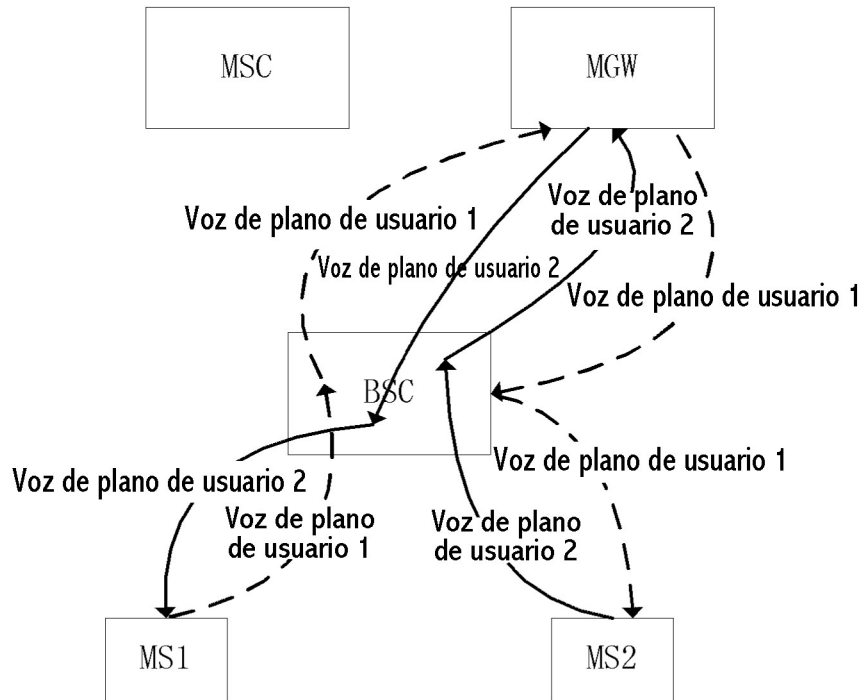 MSC
MGW
Voz de plano de usuario 1
Voz de plano
de usuario 2
Voz de plano de usuario 2
Voz de plano de usuario 1
BSC
Voz de plano de usuario 1
Voz de plano de usuario 2
Voz de plano
de usuario 1
Voz de plano
de usuario 2
MS1
MS2